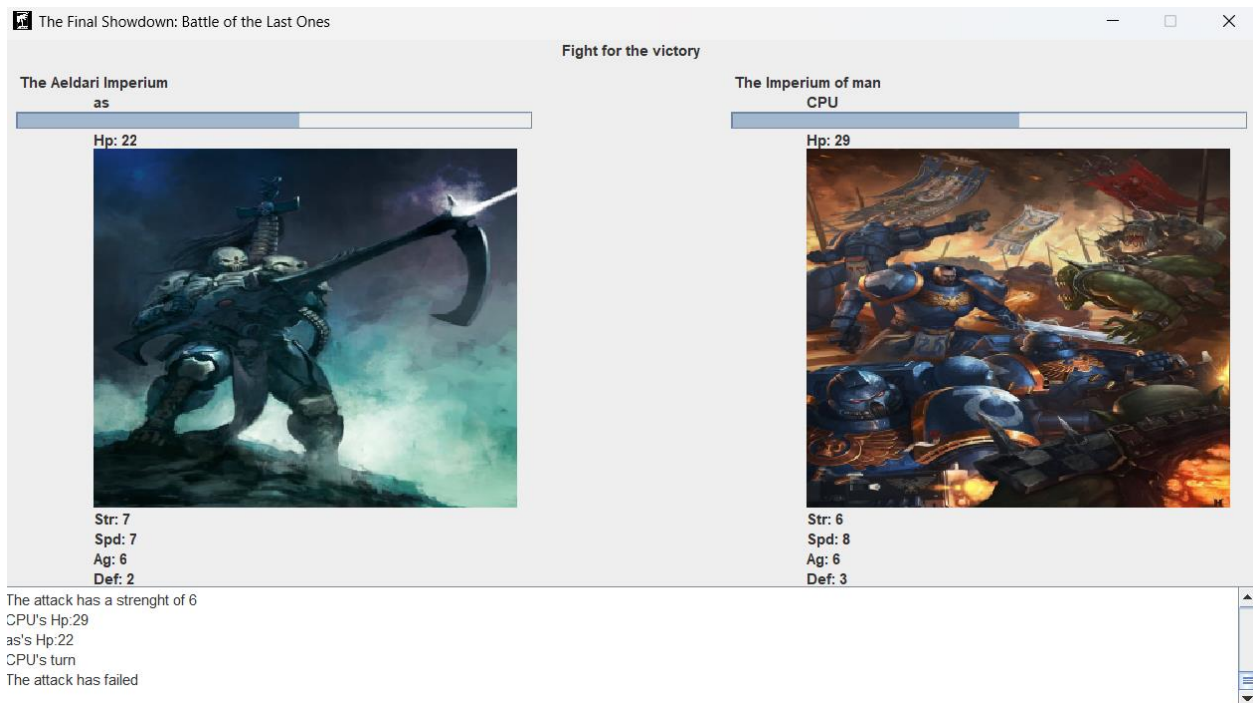 The Final Showdown: Battle of the Last Ones
Fight for the victory
The Aeldari Imperium
as
Hp: 22
Str: 7
Spd: 7
Ag: 6
Def: 2
The Imperium of man
CPU
Hp: 29
Str: 6
Spd: 8
Ag: 6
Def: 3
The attack has a strenght of 6
CPU's Hp:29
as's Hp:22
CPU's turn
The attack has failed